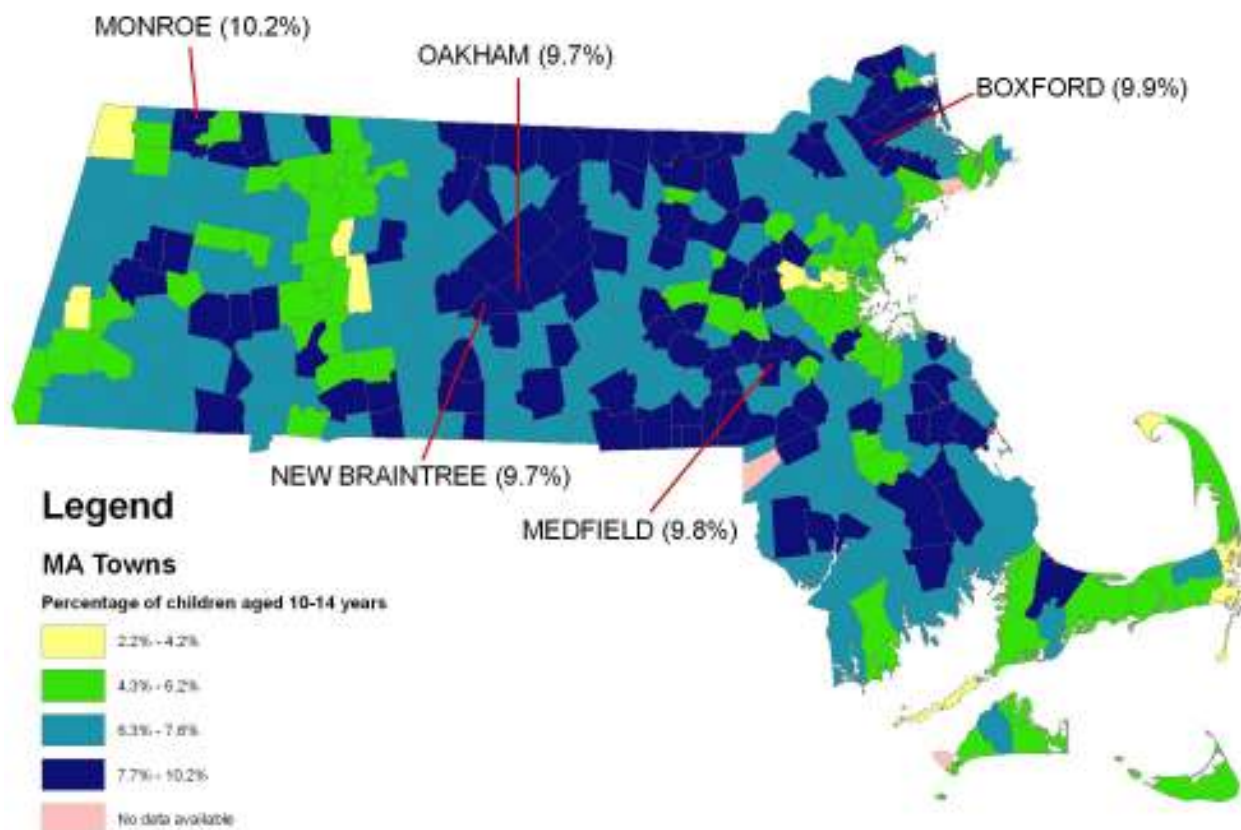 MONROE (10.2%)
OAKHAM (9.7%)
BOXFORD (9.9%)
NEW BRAINTREE (9.7%)
MEDFIELD (9.8%)
Legend
MA Towns
Percentage of children aged 10-14 years
2.2% - 4.2%
4.3% - 6.2%
6.3% - 7.6%
7.7% - 10.2%
No data available